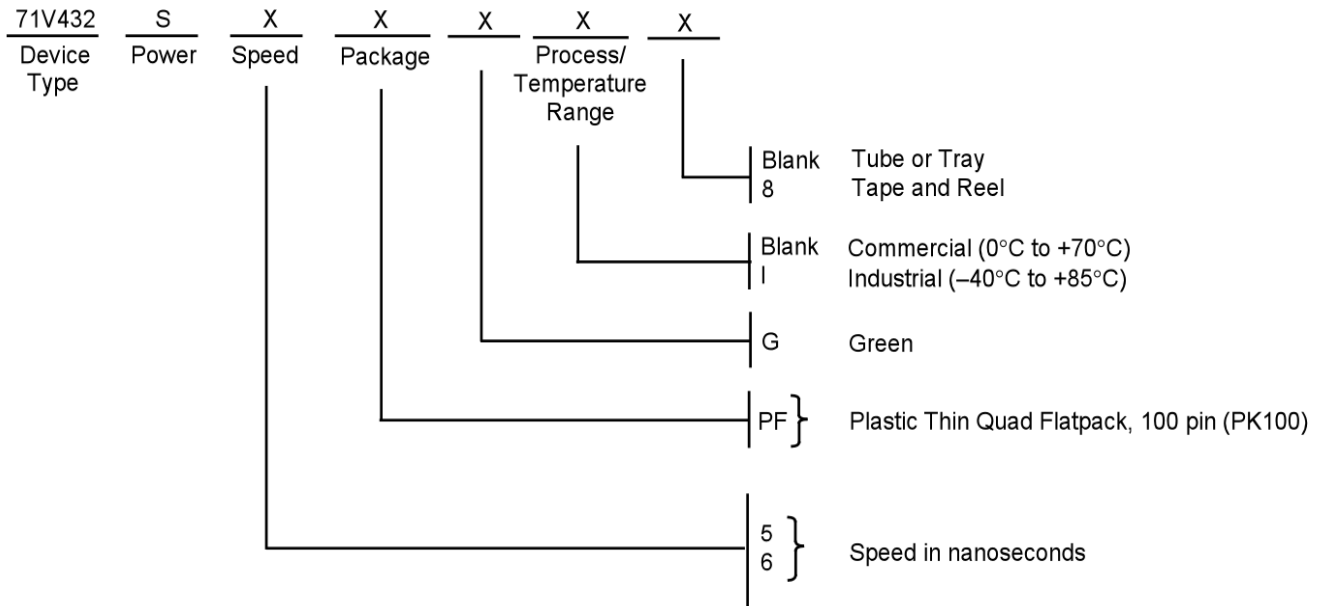 71V432 S X X X X X
Device Type Power Speed Package Process/ Temperature Range
Blank Tube or Tray
8 Tape and Reel
Blank Commercial (0°C to +70°C)
I Industrial (–40°C to +85°C)
G Green
PF } Plastic Thin Quad Flatpack, 100 pin (PK100)
5
6 } Speed in nanoseconds